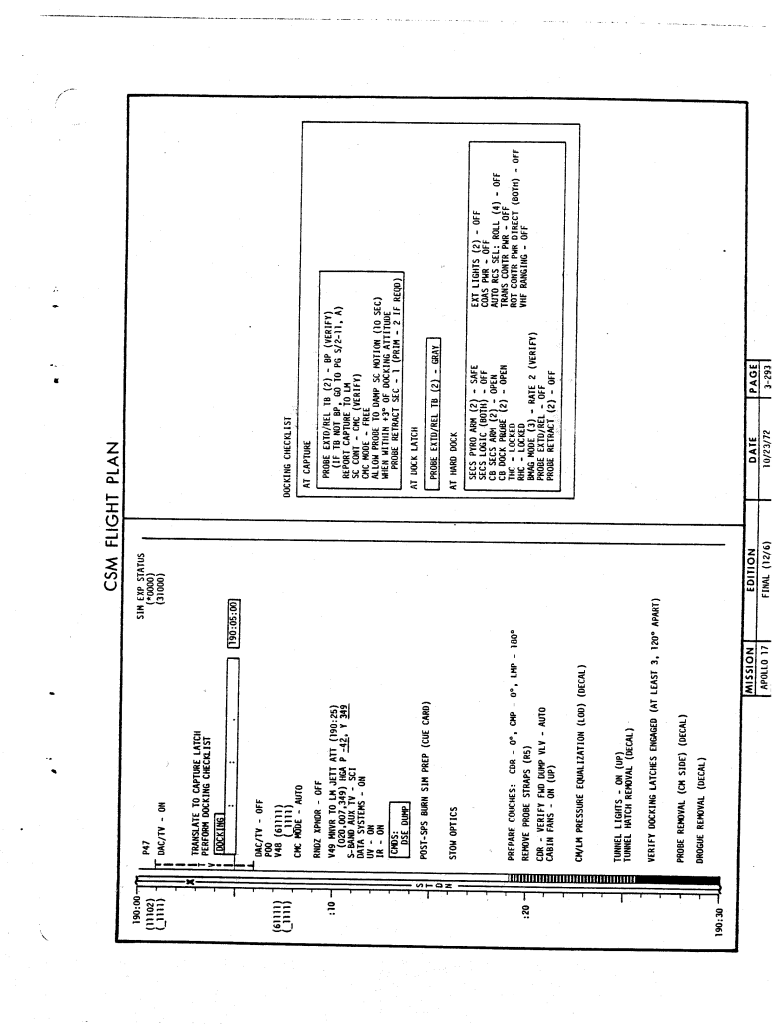 CSM FLIGHT PLAN
190:00
(11102)
(_1111)
P47
DAC/TV - ON
SIM EXP STATUS
(*0000)
(31000)
TRANSLATE TO CAPTURE LATCH
PERFORM DOCKING CHECKLIST
DOCKING
: : .
190:05:00
T V
DAC/TV - OFF
P00
V48 (61111)
(_1111)
CMC MODE - AUTO
(61111)
(_1111)
RNDZ XPNDR - OFF
:10
V49 MNVR TO LM JETT ATT (190:25)
(020,007,349) HGA P -42, Y 349
S-BAND AUX TV - SCI
DATA SYSTEMS - ON
UV - ON
IR - ON
CMDS:
DSE DUMP
POST-SPS BURN SIM PREP (CUE CARD)
STOW OPTICS
S T D N
PREPARE COUCHES: CDR - 0°, CMP - 0°, LMP - 180°
REMOVE PROBE STRAPS (R5)
:20
CDR - VERIFY FWD DUMP VLV - AUTO
CABIN FANS - ON (UP)
CM/LM PRESSURE EQUALIZATION (LOD) (DECAL)
TUNNEL LIGHTS - ON (UP)
TUNNEL HATCH REMOVAL (DECAL)
VERIFY DOCKING LATCHES ENGAGED (AT LEAST 3, 120° APART)
PROBE REMOVAL (CM SIDE) (DECAL)
DROGUE REMOVAL (DECAL)
190:30
DOCKING CHECKLIST
AT CAPTURE
PROBE EXTD/REL TB (2) - BP (VERIFY)
(IF TB NOT BP, GO TO PG S/2-11, A)
REPORT CAPTURE TO LM
SC CONT - CMC (VERIFY)
CMC MODE - FREE
ALLOW PROBE TO DAMP SC MOTION (10 SEC)
WHEN WITHIN +3° OF DOCKING ATTITUDE
PROBE RETRACT SEC - 1 (PRIM - 2 IF REQD)
AT DOCK LATCH
PROBE EXTD/REL TB (2) - GRAY
AT HARD DOCK
SECS PYRO ARM (2) - SAFE
SECS LOGIC (BOTH) - OFF
CB SECS ARM (2) - OPEN
CB DOCK PROBE (2) - OPEN
THC - LOCKED
RHC - LOCKED
BMAG MODE (3) - RATE 2 (VERIFY)
PROBE EXTD/REL - OFF
PROBE RETRACT (2) - OFF
EXT LIGHTS (2) - OFF
COAS PWR - OFF
AUTO RCS SEL: ROLL (4) - OFF
TRANS CONTR PWR - OFF
ROT CONTR PWR DIRECT (BOTH) - OFF
VHF RANGING - OFF
MISSION EDITION DATE PAGE
APOLLO 17 FINAL (12/6) 10/23/72 3-293